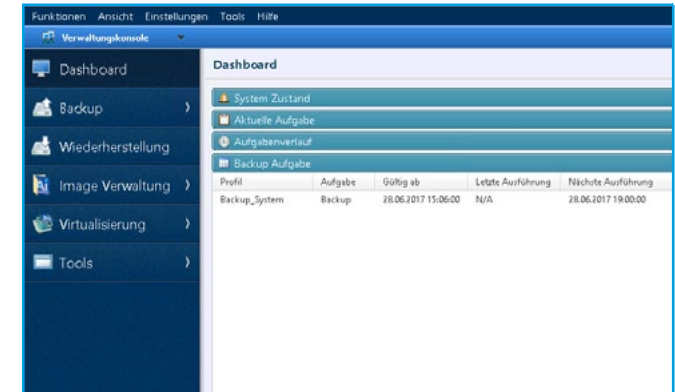 Funktionen Ansicht Einstellungen Tools Hilfe
Verwaltungskonsole
Dashboard
Backup
Wiederherstellung
Image Verwaltung
Virtualisierung
Tools
Dashboard
System Zustand
Aktuelle Aufgabe
Aufgabenverlauf
Backup Aufgabe
Profil Aufgabe Gültig ab Letzte Ausführung Nächste Ausführung
Backup_System Backup 28.06.2017 15:06:00 N/A 28.06.2017 19:00:00